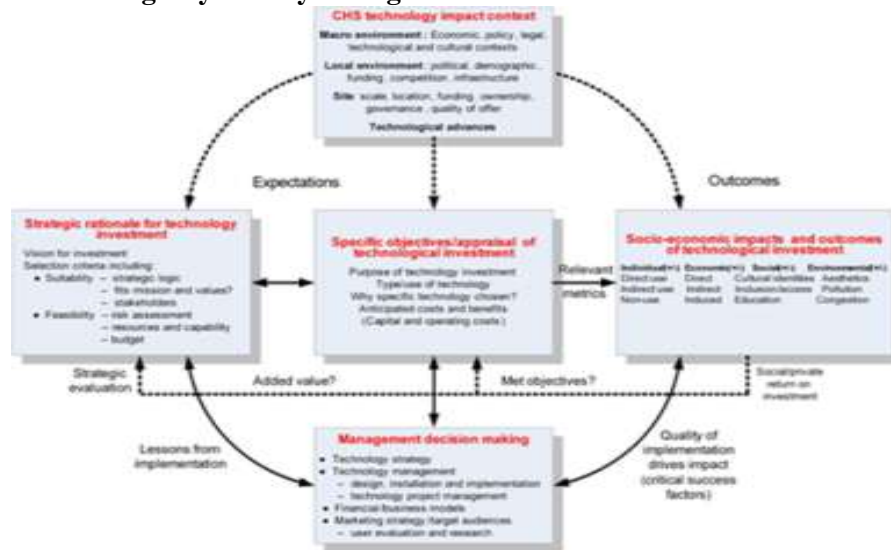 CHS technology impact context
Macro environment : Economic, policy, legal,
technological and cultural contexts
Local environment: political, demographic,
funding, competition, infrastructure
Site: scale, location, funding, ownership,
governance, quality of offer
Technological advances
Expectations
Outcomes
Strategic rationale for technology
investment
Vision for investment
Selection criteria including:
● Suitability – strategic logic
– fits mission and values?
– stakeholders
● Feasibility – risk assessment
– resources and capability
– budget
Specific objectives/appraisal of
technological investment
Purpose of technology investment
Type/use of technology
Why specific technology chosen?
Anticipated costs and benefits
(Capital and operating costs)
Relevant
metrics
Socio-economic impacts and outcomes
of technological investment
Individual(+/-) Economic(+/-) Social(+/-) Environmental(+/-)
Direct use Direct Cultural identities Aesthetics
Indirect use Indirect Inclusion/access Pollution
Non-use Induced Education Congestion
Strategic
evaluation
Added value?
Met objectives?
Social/private
return on
investment
Lessons from
implementation
Management decision making
● Technology strategy
● Technology management
– design, installation and implementation
– technology project management
● Financial/business models
● Marketing strategy/target audiences
– user evaluation and research
Quality of
implementation
drives impact
(critical success
factors)